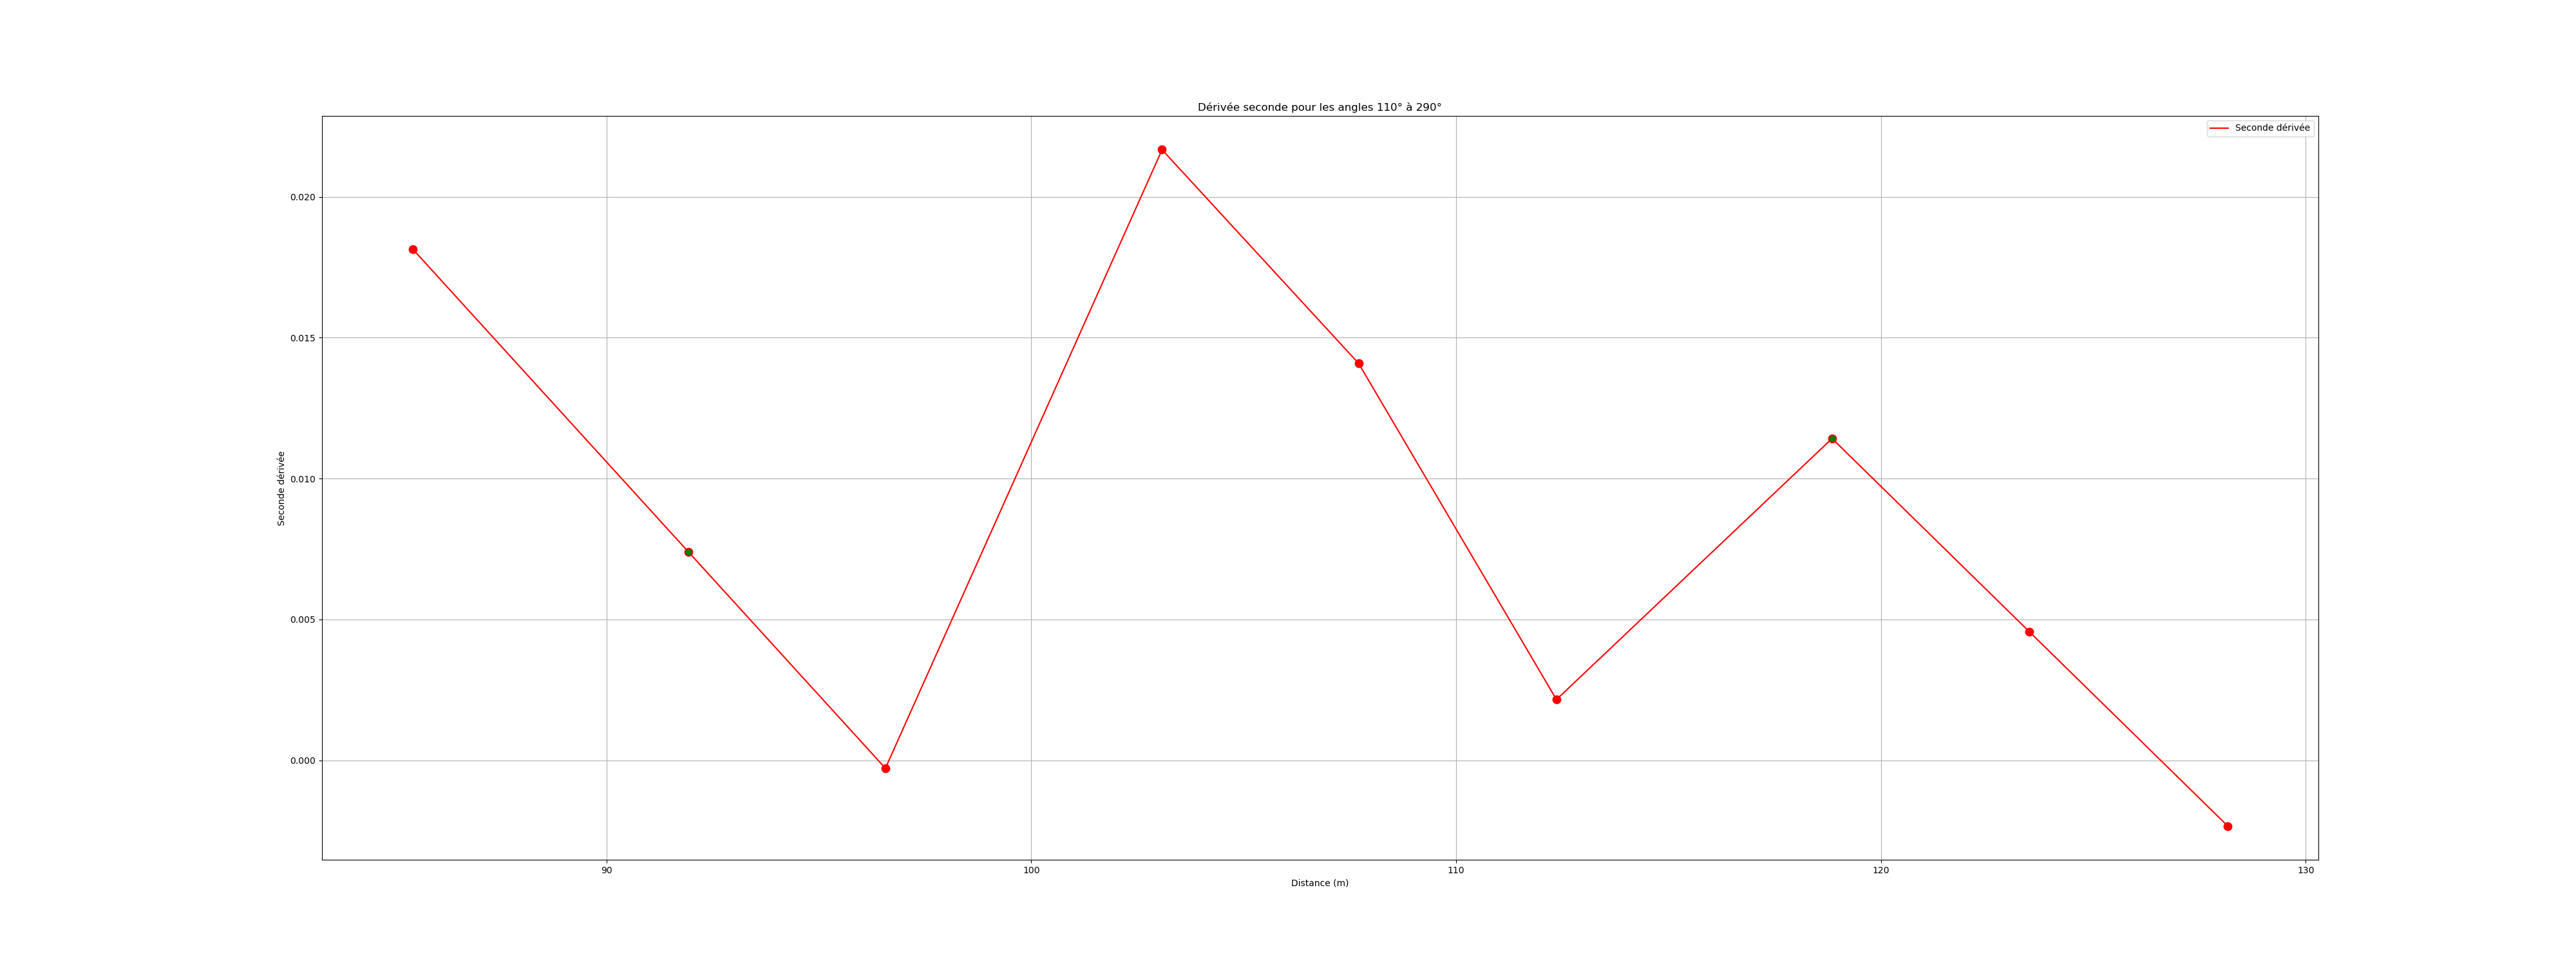 Dérivée seconde pour les angles 110° à 290°
Seconde dérivée
0.020
0.015
0.010
0.005
0.000
Seconde dérivée
90
100
110
120
130
Distance (m)